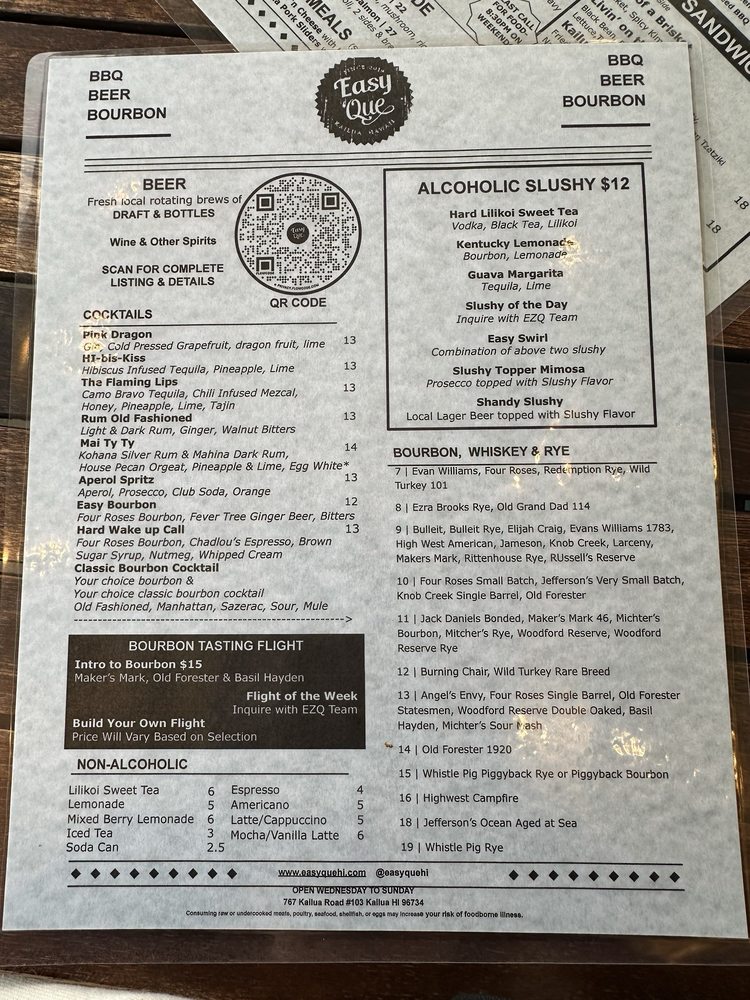 MEALS
LAST CALL
FOR FOOD-
8:30PM ON
WEEKEND
SANDWIC
18
18
BBQ
BEER
BOURBON
SINCE 2014
Easy
'Que
KAILUA HAWAII
BBQ
BEER
BOURBON
BEER
Fresh local rotating brews of
DRAFT & BOTTLES
Wine & Other Spirits
SCAN FOR COMPLETE
LISTING & DETAILS
QR CODE
COCKTAILS
Pink Dragon
Gin, Cold Pressed Grapefruit, dragon fruit, lime 13
HI-bis-Kiss
Hibiscus Infused Tequila, Pineapple, Lime 13
The Flaming Lips
Camo Bravo Tequila, Chili Infused Mezcal, 13
Honey, Pineapple, Lime, Tajin
Rum Old Fashioned 13
Light & Dark Rum, Ginger, Walnut Bitters
Mai Ty Ty
Kohana Silver Rum & Mahina Dark Rum, 14
House Pecan Orgeat, Pineapple & Lime, Egg White*
Aperol Spritz 13
Aperol, Prosecco, Club Soda, Orange
Easy Bourbon 12
Four Roses Bourbon, Fever Tree Ginger Beer, Bitters
Hard Wake up Call 13
Four Roses Bourbon, Chadlou's Espresso, Brown
Sugar Syrup, Nutmeg, Whipped Cream
Classic Bourbon Cocktail
Your choice bourbon &
Your choice classic bourbon cocktail
Old Fashioned, Manhattan, Sazerac, Sour, Mule
-------------------------------------------------->
BOURBON TASTING FLIGHT
Intro to Bourbon $15
Maker's Mark, Old Forester & Basil Hayden
Flight of the Week
Inquire with EZQ Team
Build Your Own Flight
Price Will Vary Based on Selection
NON-ALCOHOLIC
Lilikoi Sweet Tea 6 Espresso 4
Lemonade 5 Americano 5
Mixed Berry Lemonade 6 Latte/Cappuccino 5
Iced Tea 3 Mocha/Vanilla Latte 6
Soda Can 2.5
ALCOHOLIC SLUSHY $12
Hard Lilikoi Sweet Tea
Vodka, Black Tea, Lilikoi
Kentucky Lemonade
Bourbon, Lemonade
Guava Margarita
Tequila, Lime
Slushy of the Day
Inquire with EZQ Team
Easy Swirl
Combination of above two slushy
Slushy Topper Mimosa
Prosecco topped with Slushy Flavor
Shandy Slushy
Local Lager Beer topped with Slushy Flavor
BOURBON, WHISKEY & RYE
7 | Evan Williams, Four Roses, Redemption Rye, Wild
Turkey 101
8 | Ezra Brooks Rye, Old Grand Dad 114
9 | Bulleit, Bulleit Rye, Elijah Craig, Evans Williams 1783,
High West American, Jameson, Knob Creek, Larceny,
Makers Mark, Rittenhouse Rye, RUssell's Reserve
10 | Four Roses Small Batch, Jefferson's Very Small Batch,
Knob Creek Single Barrel, Old Forester
11 | Jack Daniels Bonded, Maker's Mark 46, Michter's
Bourbon, Mitcher's Rye, Woodford Reserve, Woodford
Reserve Rye
12 | Burning Chair, Wild Turkey Rare Breed
13 | Angel's Envy, Four Roses Single Barrel, Old Forester
Statesmen, Woodford Reserve Double Oaked, Basil
Hayden, Michter's Sour Mash
14 | Old Forester 1920
15 | Whistle Pig Piggyback Rye or Piggyback Bourbon
16 | Highwest Campfire
18 | Jefferson's Ocean Aged at Sea
19 | Whistle Pig Rye
www.easyquehi.com @easyquehi
OPEN WEDNESDAY TO SUNDAY
767 Kailua Road #103 Kailua HI 96734
Consuming raw or undercooked meats, poultry, seafood, shellfish, or eggs may increase your risk of foodborne illness.